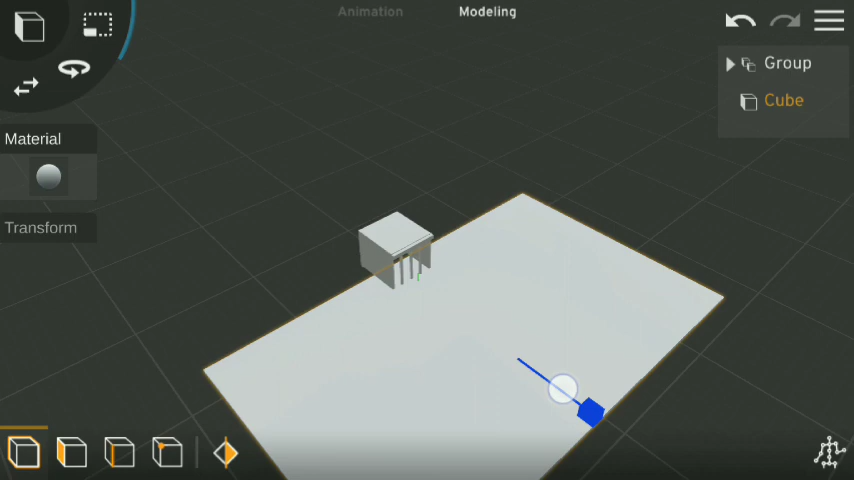 Animation
Modeling
Group
Cube
Material
Transform